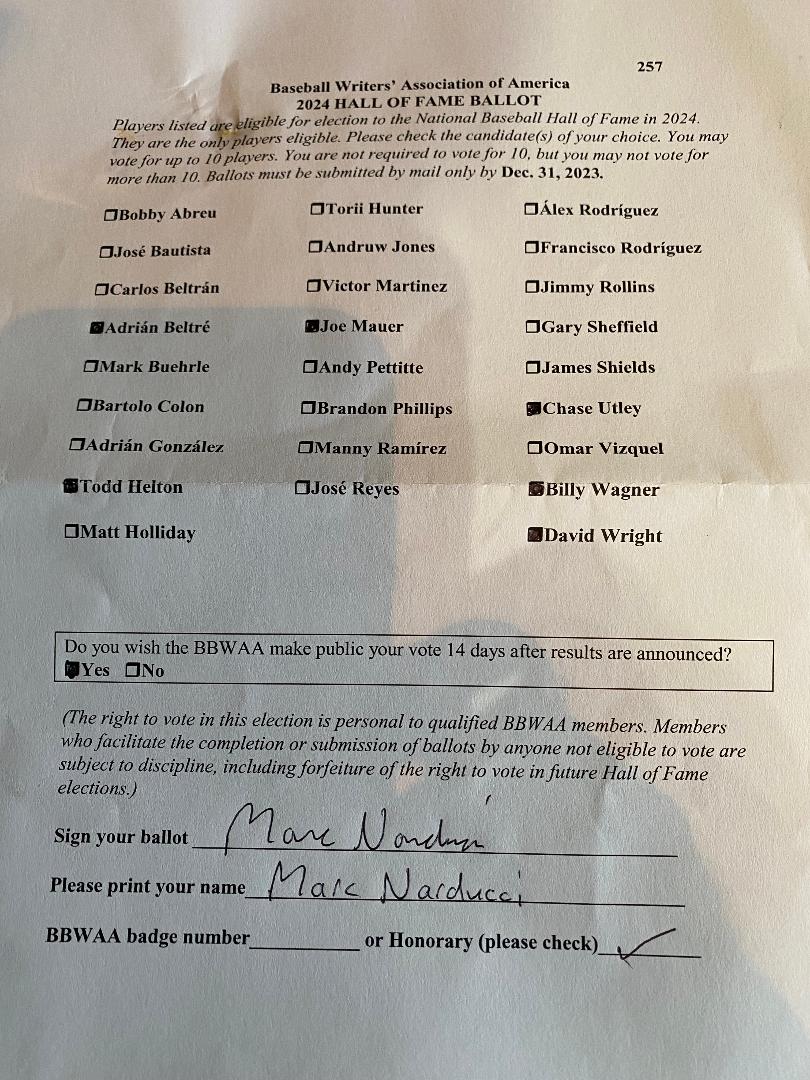 257
Baseball Writers' Association of America
2024 HALL OF FAME BALLOT
Players listed are eligible for election to the National Baseball Hall of Fame in 2024.
They are the only players eligible. Please check the candidate(s) of your choice. You may
vote for up to 10 players. You are not required to vote for 10, but you may not vote for
more than 10. Ballots must be submitted by mail only by Dec. 31, 2023.
Bobby Abreu
José Bautista
Carlos Beltrán
Adrián Beltré
Mark Buehrle
Bartolo Colon
Adrián González
Todd Helton
Matt Holliday
Torii Hunter
Andruw Jones
Victor Martinez
Joe Mauer
Andy Pettitte
Brandon Phillips
Manny Ramírez
José Reyes
Álex Rodríguez
Francisco Rodríguez
Jimmy Rollins
Gary Sheffield
James Shields
Chase Utley
Omar Vizquel
Billy Wagner
David Wright
Do you wish the BBWAA make public your vote 14 days after results are announced?
Yes No
(The right to vote in this election is personal to qualified BBWAA members. Members
who facilitate the completion or submission of ballots by anyone not eligible to vote are
subject to discipline, including forfeiture of the right to vote in future Hall of Fame
elections.)
Sign your ballot Marc Narducci
Please print your name Marc Narducci
BBWAA badge number or Honorary (please check)